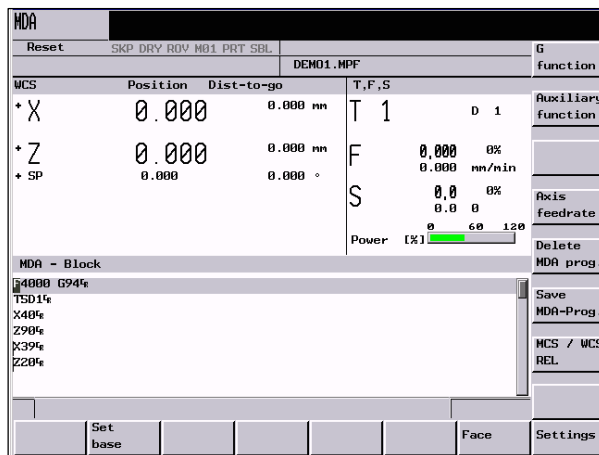 MDA
Reset SKP DRY ROV M01 PRT SBL
DEMO1.MPF
WCS Position Dist-to-go T,F,S
+ X 0.000 0.000 mm T 1 D 1
+ Z 0.000 0.000 mm F 0,000 0%
0.000 mm/min
+ SP 0.000 0.000 °
S 0,0 0%
0.0 0
0 60 120
Power [%]
MDA - Block
F4000 G94
T5D1
X40
Z90
X39
Z20
G
function
Auxiliary
function
Axis
feedrate
Delete
MDA prog.
Save
MDA-Prog.
MCS / WCS
REL
Set
base
Face
Settings